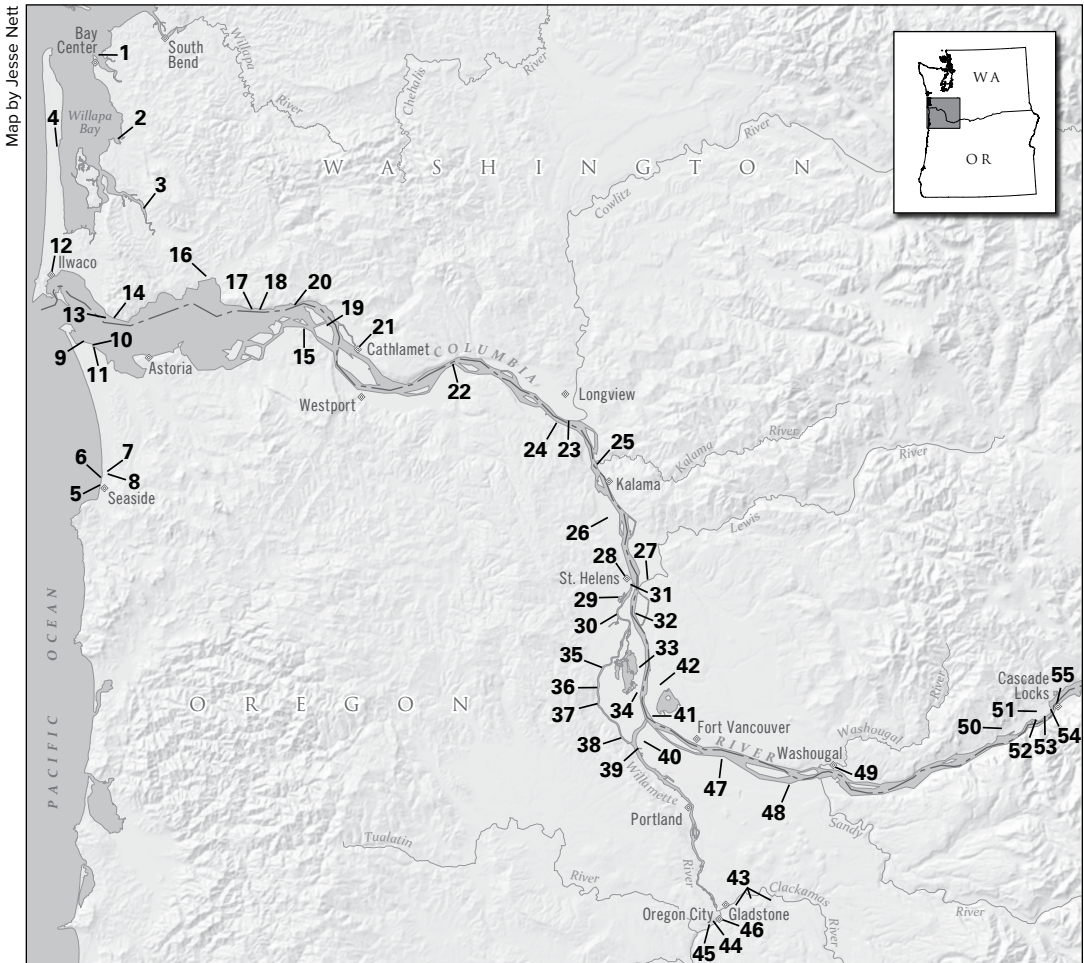 Map by Jesse Nett
Bay
Center
1
South
Bend
Willapa
River
Chehalis
River
WA
OR
4
Willapa
Bay
2
3
River
WASHINGTON
Cowlitz
12
Ilwaco
16
17
18
20
14
13
19
21
Cathlamet
9
10
11
Astoria
15
COLUMBIA
22
Westport
Longview
24
23
25
Kalama
River
River
6
7
5
8
Seaside
Kalama
26
Lewis
28
27
St. Helens
29
31
30
32
PACIFIC OCEAN
35
33
42
36
37
34
41
OREGON
Fort Vancouver
38
40
39
RIVER
Washougal
Washougal
River
Cascade
Locks
55
51
50
52
53
54
49
47
48
Willamette
Portland
Sandy
Tualatin
River
River
43
Clackamas
River
River
Oregon City
Gladstone
46
45
44